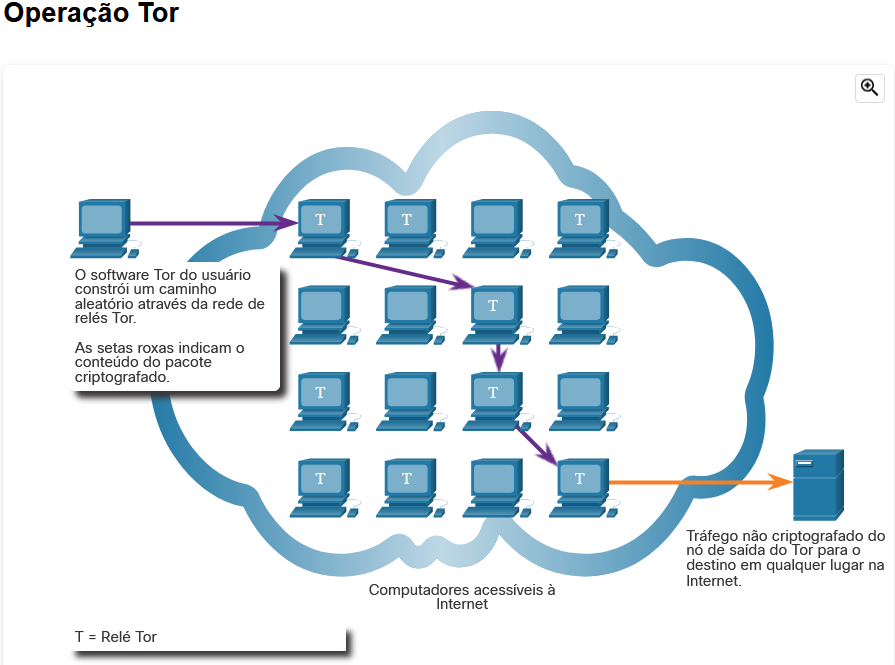 Operação Tor
T
T
T
O software Tor do usuário
constrói um caminho
aleatório através da rede de
relés Tor.
As setas roxas indicam o
conteúdo do pacote
criptografado.
T
T
T
T
T
T
Tráfego não criptografado do
nó de saída do Tor para o
destino em qualquer lugar na
Internet.
Computadores acessíveis à
Internet
T = Relé Tor